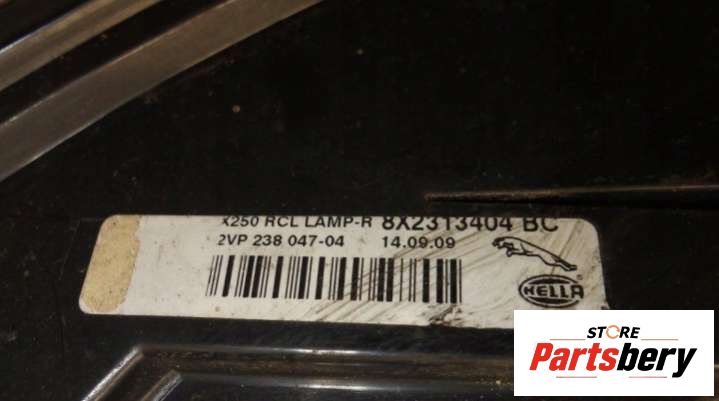 X250 RCL LAMP-R 8X2313404 BC
2VP 238 047-04 14.09.09
HELLA
STORE
Partsbery